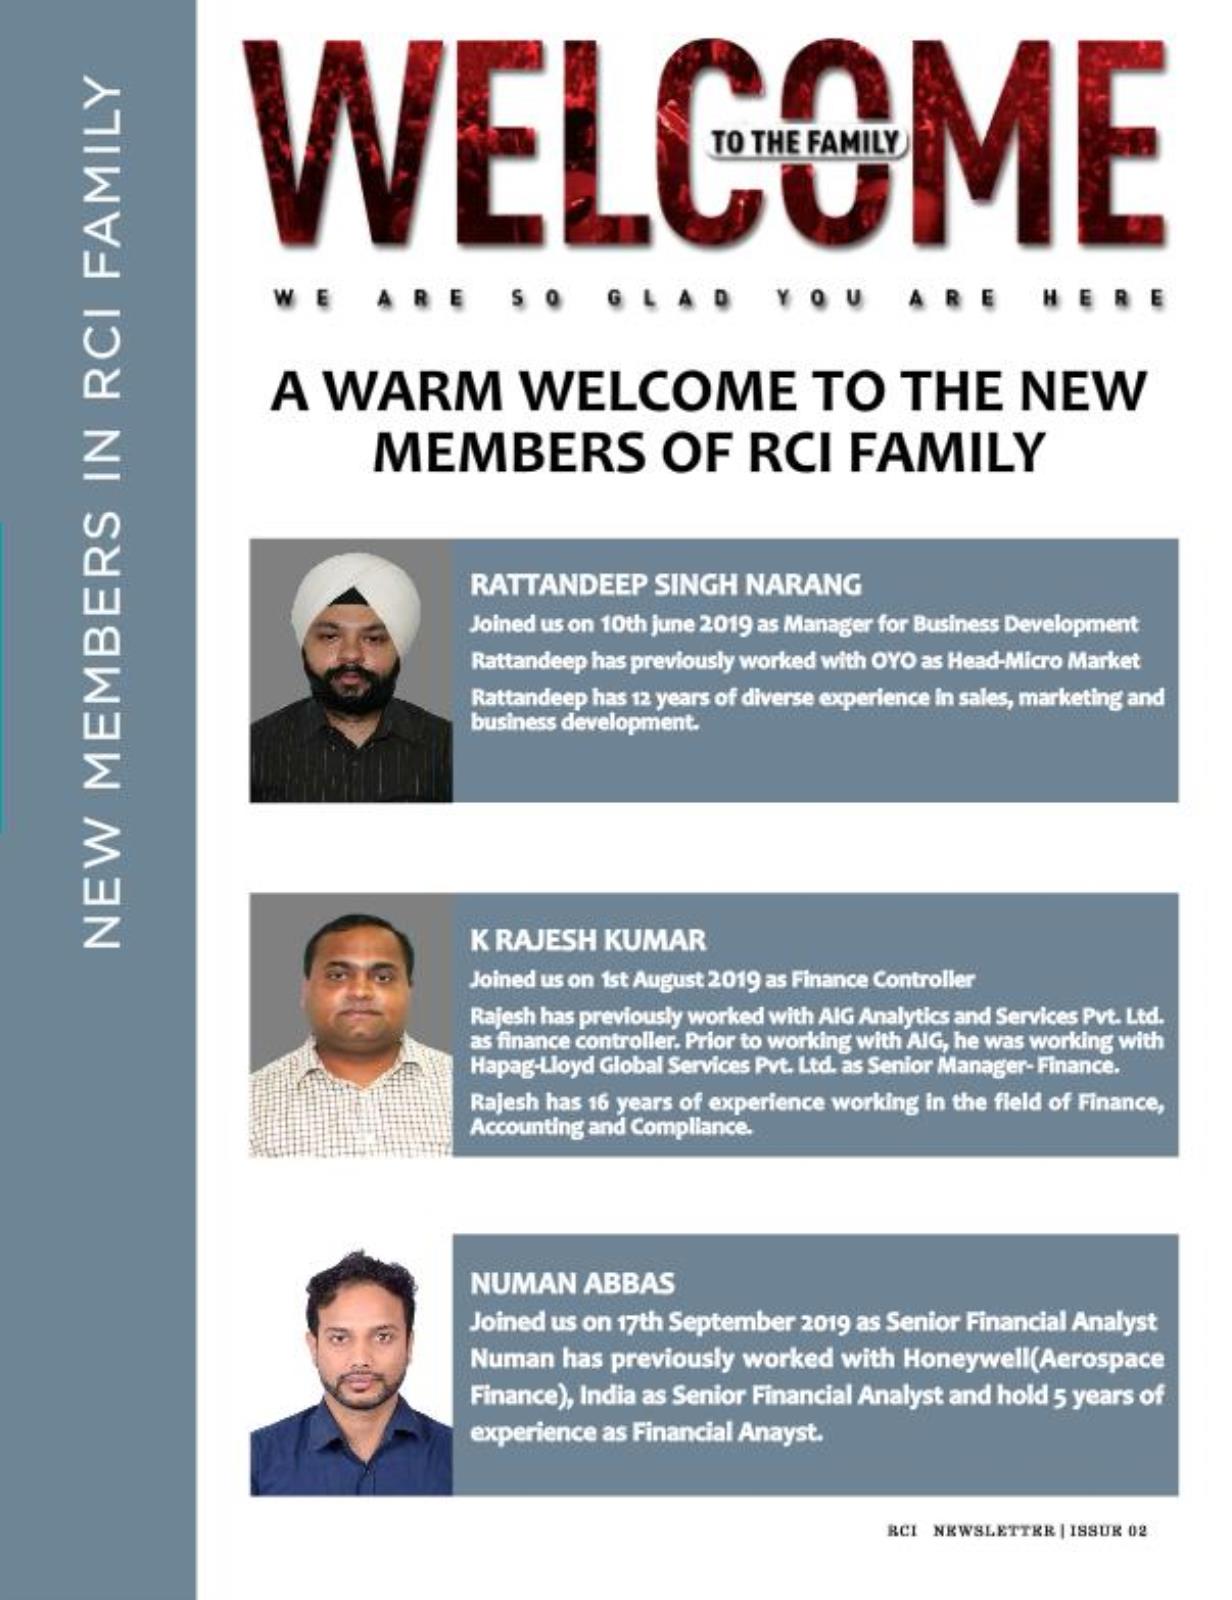 NEW MEMBERS IN RCI FAMILY
WELCOME
TO THE FAMILY
WE ARE SO GLAD YOU ARE HERE
A WARM WELCOME TO THE NEW
MEMBERS OF RCI FAMILY
RATTANDEEP SINGH NARANG
Joined us on 10th june 2019 as Manager for Business Development
Rattandeep has previously worked with OYO as Head-Micro Market
Rattandeep has 12 years of diverse experience in sales, marketing and
business development.
K RAJESH KUMAR
Joined us on 1st August 2019 as Finance Controller
Rajesh has previously worked with AIG Analytics and Services Pvt. Ltd.
as finance controller. Prior to working with AIG, he was working with
Hapag-Lloyd Global Services Pvt. Ltd. as Senior Manager- Finance.
Rajesh has 16 years of experience working in the field of Finance,
Accounting and Compliance.
NUMAN ABBAS
Joined us on 17th September 2019 as Senior Financial Analyst
Numan has previously worked with Honeywell(Aerospace
Finance), India as Senior Financial Analyst and hold 5 years of
experience as Financial Anayst.
RCI NEWSLETTER | ISSUE 02